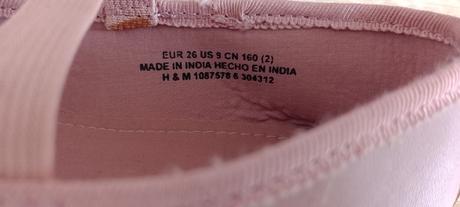 EUR 26 US 9 CN 160 (2)
MADE IN INDIA HECHO EN INDIA
H & M 1087578 6 304312